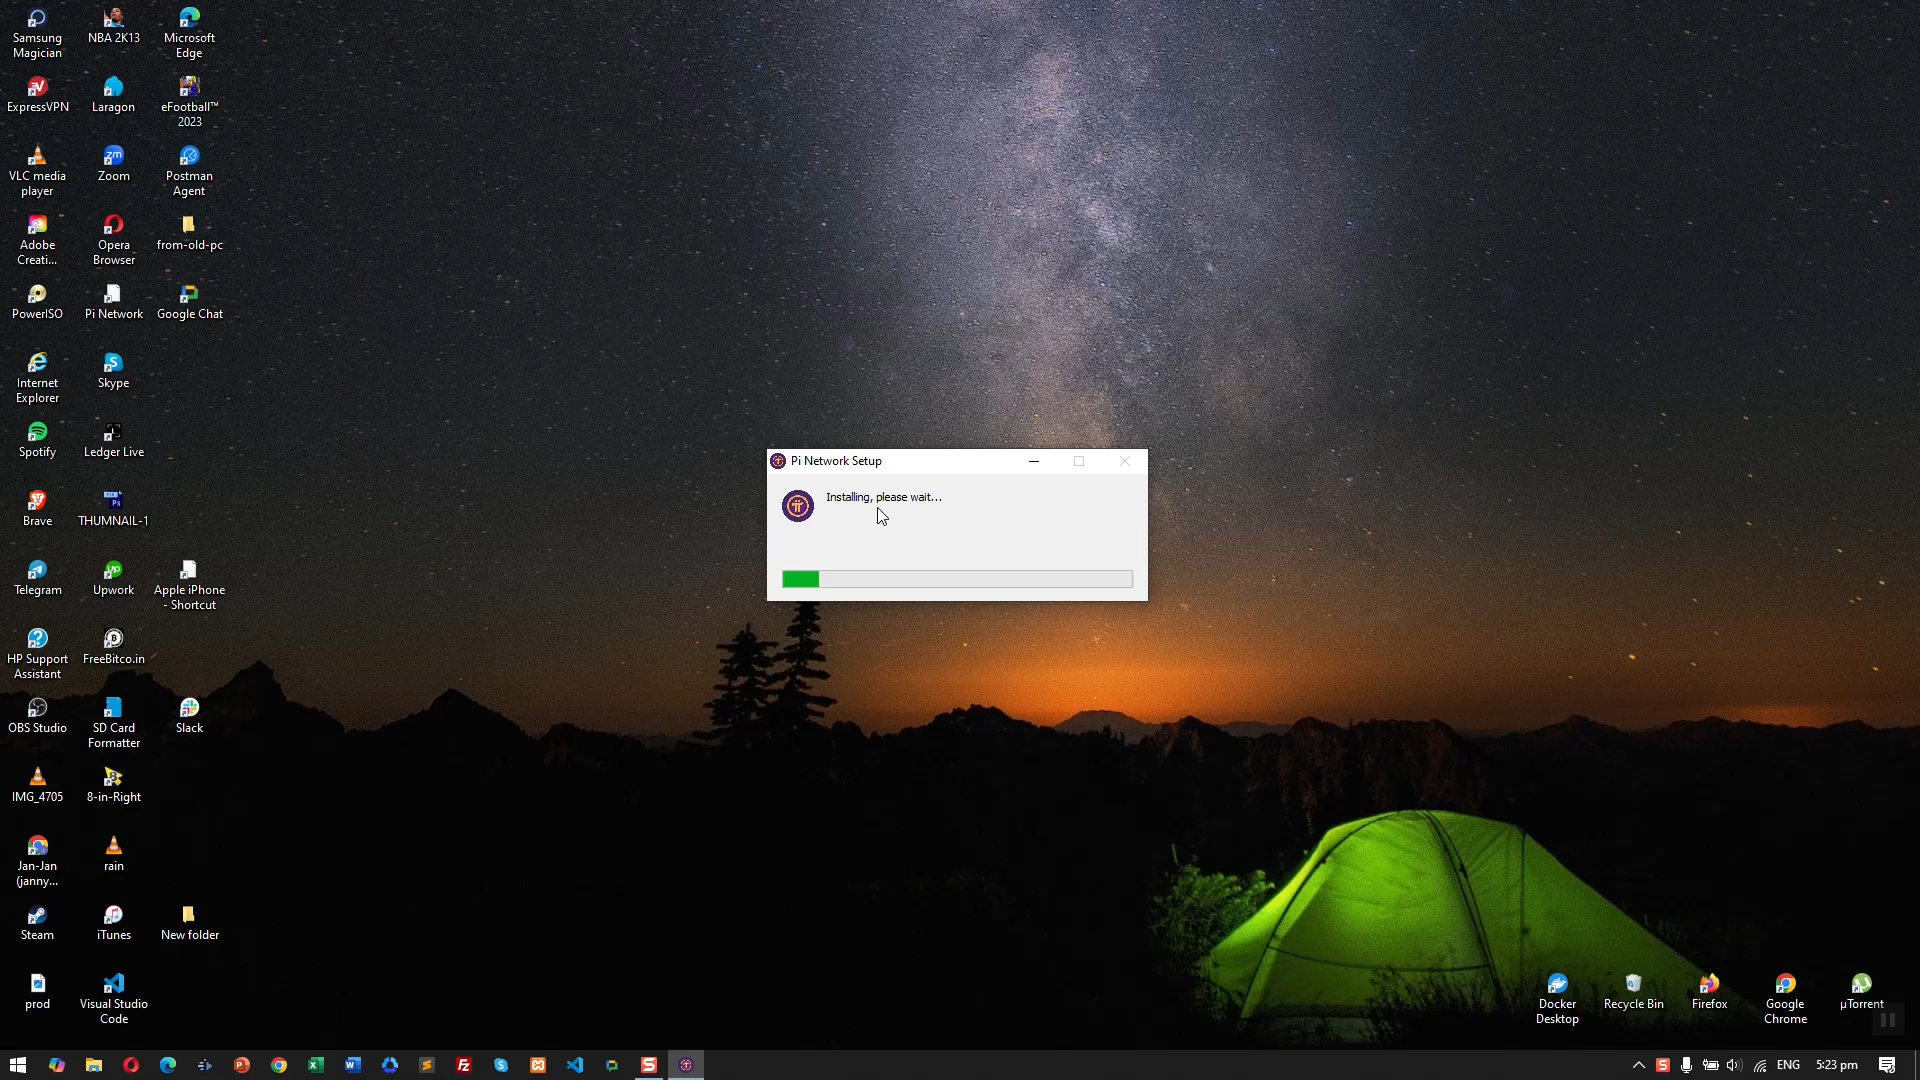 Samsung
Magician
NBA 2K13
Microsoft
Edge
ExpressVPN
Laragon
eFootball™
2023
VLC media
player
Zoom
Postman
Agent
Adobe
Creati...
Opera
Browser
from-old-pc
PowerISO
Pi Network
Google Chat
Internet
Explorer
Skype
Spotify
Ledger Live
Brave
THUMNAIL-1
Telegram
Upwork
Apple iPhone
- Shortcut
HP Support
Assistant
FreeBitco.in
OBS Studio
SD Card
Formatter
Slack
IMG_4705
8-in-Right
Jan-Jan
(janny...
rain
Steam
iTunes
New folder
prod
Visual Studio
Code
Pi Network Setup
Installing, please wait...
Docker
Desktop
Recycle Bin
Firefox
Google
Chrome
µTorrent
ENG
5:23 pm